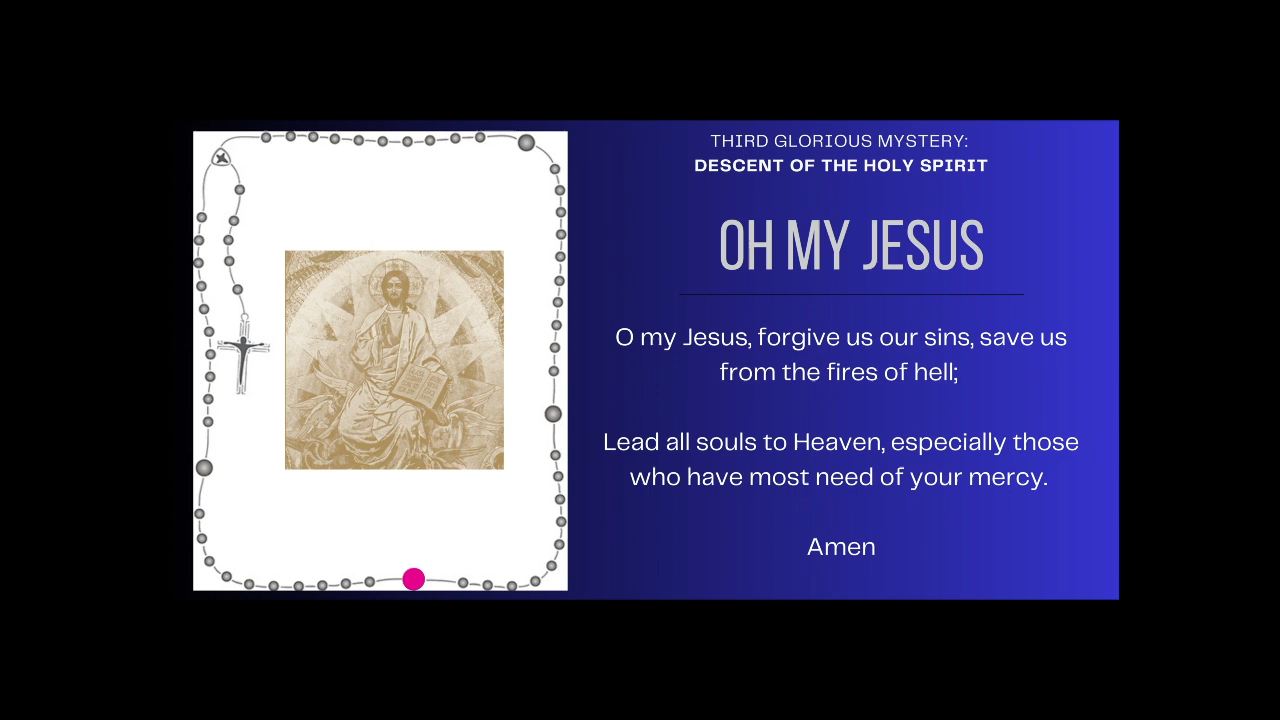 THIRD GLORIOUS MYSTERY:
DESCENT OF THE HOLY SPIRIT
OH MY JESUS
O my Jesus, forgive us our sins, save us
from the fires of hell;
Lead all souls to Heaven, especially those
who have most need of your mercy.
Amen